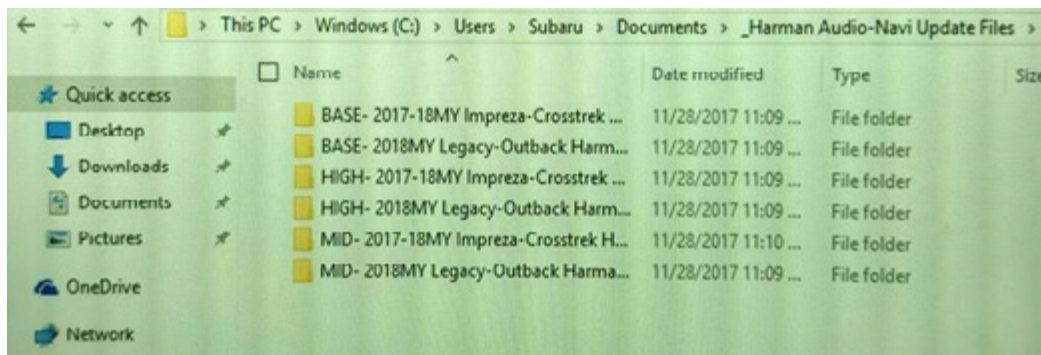 This PC > Windows (C:) > Users > Subaru > Documents > _Harman Audio-Navi Update Files >
Name Date modified Type Size
Quick access
Desktop
Downloads
Documents
Pictures
OneDrive
Network
BASE- 2017-18MY Impreza-Crosstrek ... 11/28/2017 11:09 ... File folder
BASE- 2018MY Legacy-Outback Harm... 11/28/2017 11:09 ... File folder
HIGH- 2017-18MY Impreza-Crosstrek ... 11/28/2017 11:09 ... File folder
HIGH- 2018MY Legacy-Outback Harm... 11/28/2017 11:09 ... File folder
MID- 2017-18MY Impreza-Crosstrek H... 11/28/2017 11:10 ... File folder
MID- 2018MY Legacy-Outback Harma... 11/28/2017 11:09 ... File folder